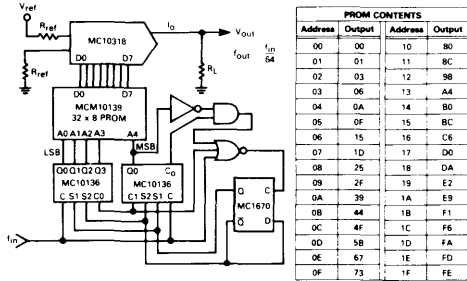 Vref
Rref
Rref
MC10318
IO
Vout
fout fin/64
RL
D0 D7
D0 D7
MCM10139
32 x 8 PROM
A0 A1 A2 A3 A4
LSB
MSB
Q0 Q1 Q2 Q3
MC10136
C S1 S2 C0
Q0 CO
MC10136
C1 S2 S1 C
Q C
MC1670
Q D
fin
PROM CONTENTS
Address Output Address Output
00 00 10 80
01 01 11 8C
02 03 12 98
03 06 13 A4
04 0A 14 B0
05 0F 15 BC
06 15 16 C6
07 1D 17 D0
08 25 18 DA
09 2F 19 E2
0A 39 1A E9
0B 44 1B F1
0C 4F 1C F6
0D 5B 1D FA
0E 67 1E FD
0F 73 1F FE